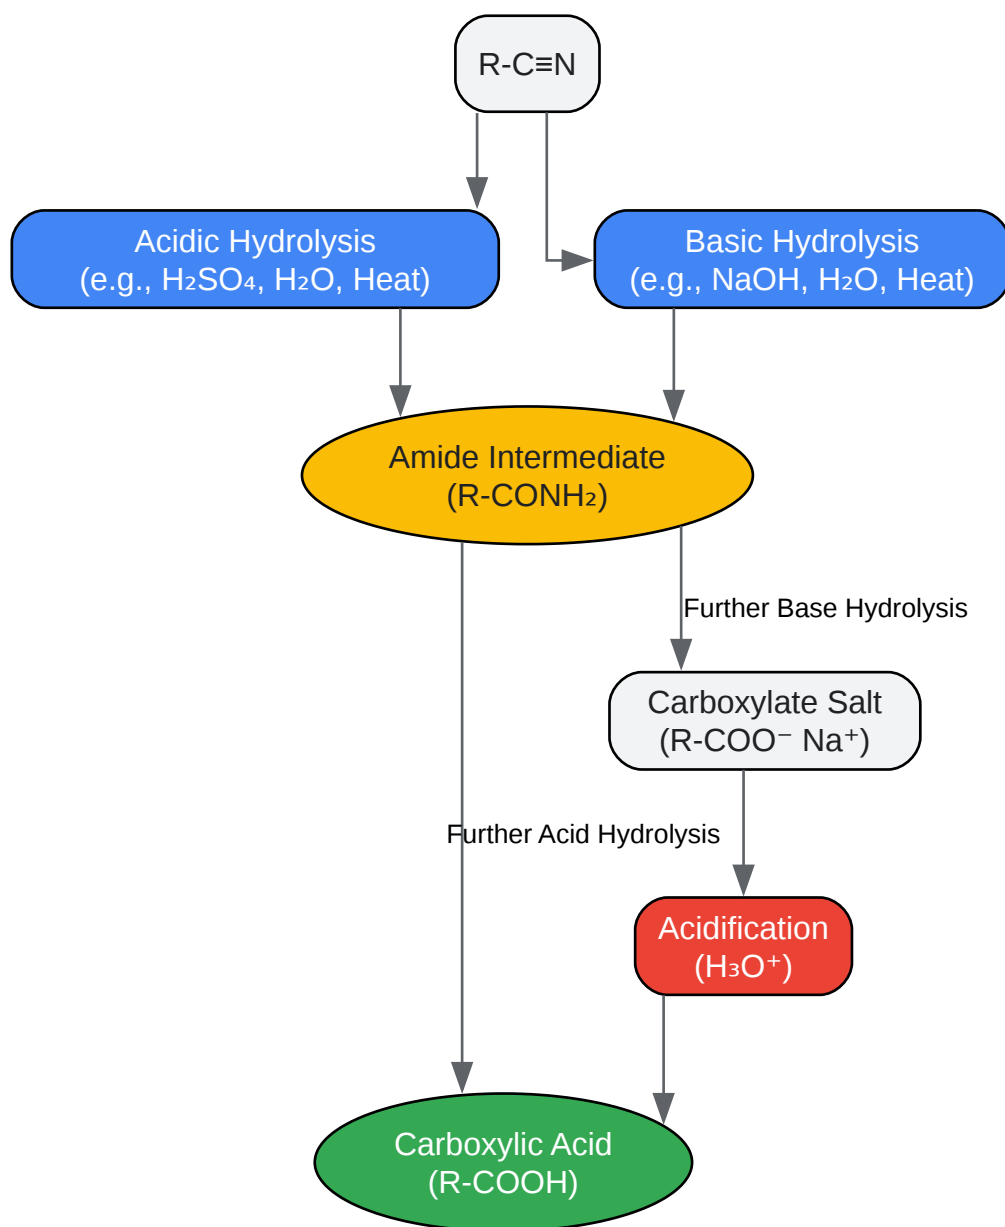 R-C≡N
Acidic Hydrolysis
(e.g., H₂SO₄, H₂O, Heat)
Basic Hydrolysis
(e.g., NaOH, H₂O, Heat)
Amide Intermediate
(R-CONH₂)
Further Base Hydrolysis
Carboxylate Salt
(R-COO⁻ Na⁺)
Further Acid Hydrolysis
Acidification
(H₃O⁺)
Carboxylic Acid
(R-COOH)